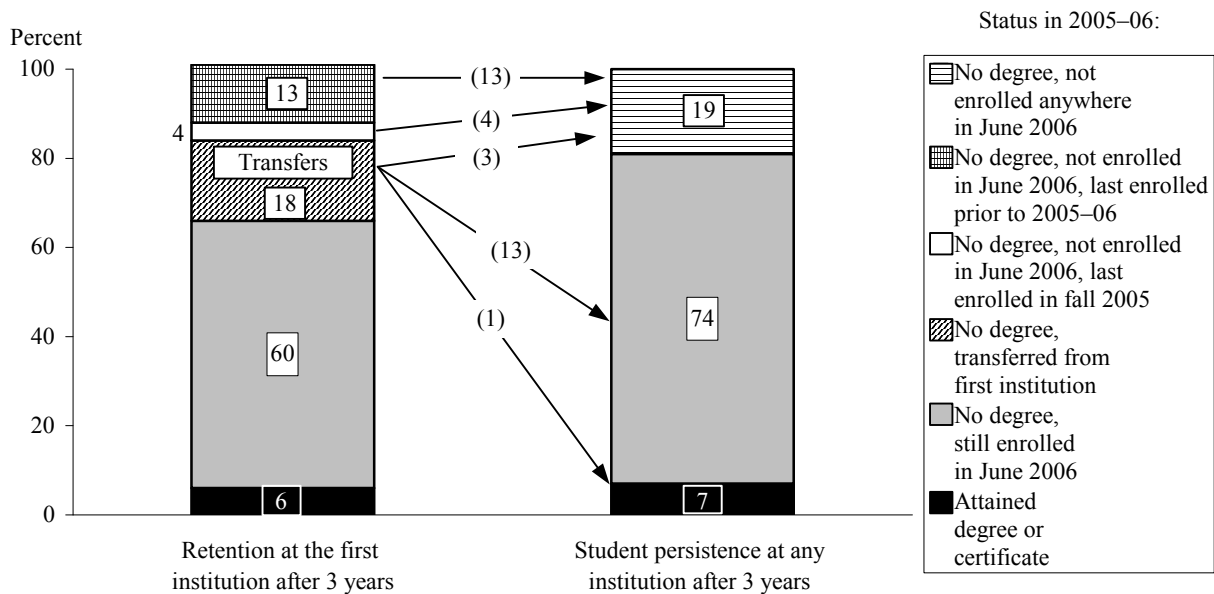 Percent
100
80
60
40
20
0
13
4
Transfers
18
60
6
(13)
(4)
(3)
(13)
(1)
19
74
7
Retention at the first
institution after 3 years
Student persistence at any
institution after 3 years
Status in 2005–06:
No degree, not
enrolled anywhere
in June 2006
No degree, not enrolled
in June 2006, last enrolled
prior to 2005–06
No degree, not enrolled
in June 2006, last
enrolled in fall 2005
No degree,
transferred from
first institution
No degree,
still enrolled
in June 2006
Attained
degree or
certificate